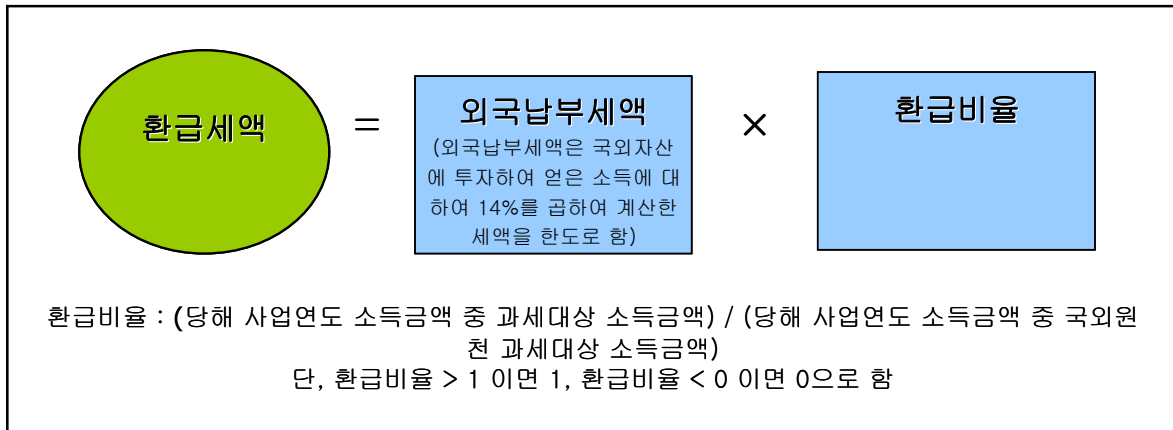 환급세액
=
외국납부세액
(외국납부세액은 국외자산
에 투자하여 얻은 소득에 대
하여 14%를 곱하여 계산한
세액을 한도로 함)
×
환급비율
환급비율 : (당해 사업연도 소득금액 중 과세대상 소득금액) / (당해 사업연도 소득금액 중 국외원
천 과세대상 소득금액)
단, 환급비율 > 1 이면 1, 환급비율 < 0 이면 0으로 함